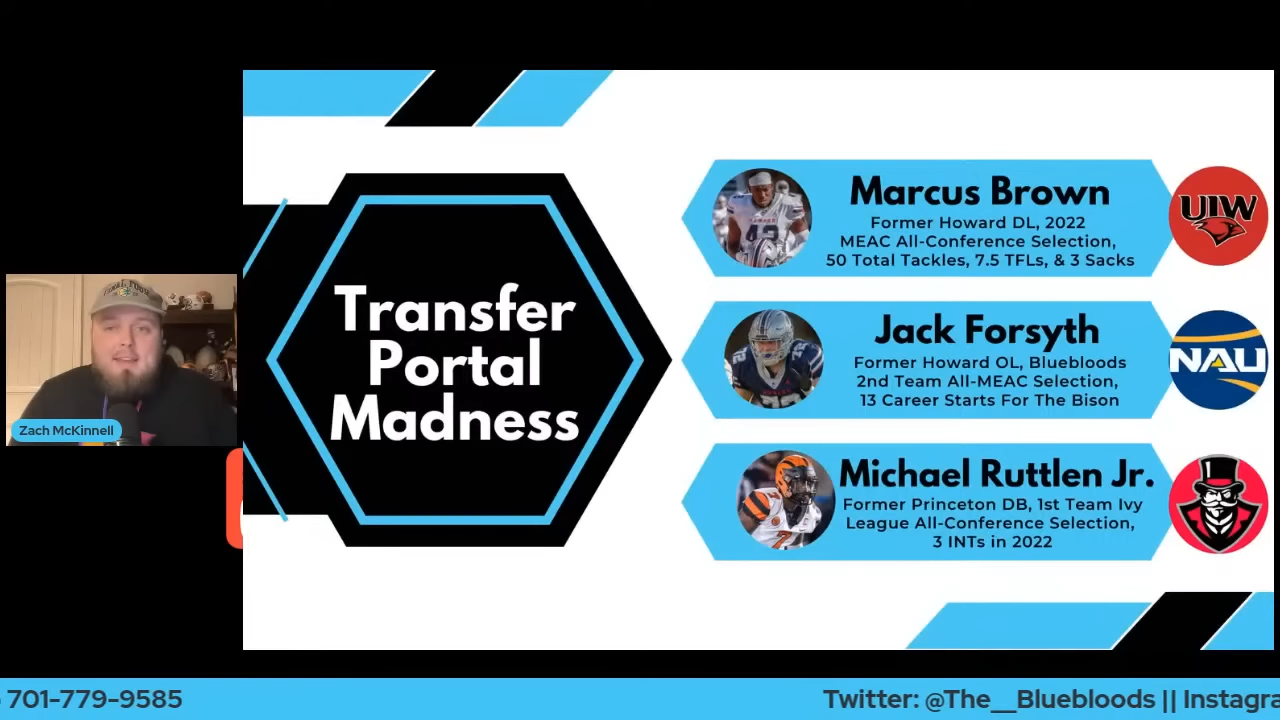 Transfer
Portal
Madness
Marcus Brown
Former Howard DL, 2022
MEAC All-Conference Selection,
50 Total Tackles, 7.5 TFLs, & 3 Sacks
42
UIW
Jack Forsyth
Former Howard OL, Bluebloods
2nd Team All-MEAC Selection,
13 Career Starts For The Bison
NAU
Michael Ruttlen Jr.
Former Princeton DB, 1st Team Ivy
League All-Conference Selection,
3 INTs in 2022
Zach McKinnell
701-779-9585
Twitter: @The__Bluebloods || Instagra